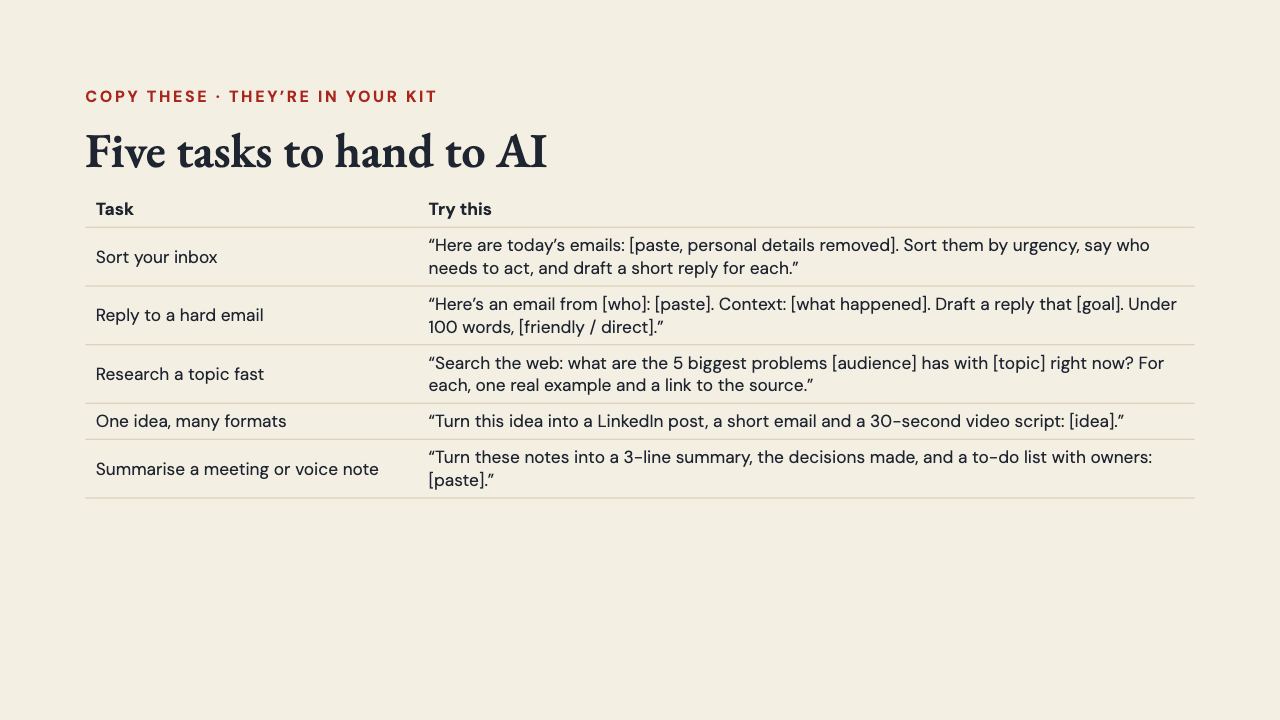 COPY THESE · THEY’RE IN YOUR KIT
Five tasks to hand to AI
Task
Try this
Sort your inbox
“Here are today’s emails: [paste, personal details removed]. Sort them by urgency, say who
needs to act, and draft a short reply for each.”
Reply to a hard email
“Here’s an email from [who]: [paste]. Context: [what happened]. Draft a reply that [goal]. Under
100 words, [friendly / direct].”
Research a topic fast
“Search the web: what are the 5 biggest problems [audience] has with [topic] right now? For
each, one real example and a link to the source.”
One idea, many formats
“Turn this idea into a LinkedIn post, a short email and a 30-second video script: [idea].”
Summarise a meeting or voice note
“Turn these notes into a 3-line summary, the decisions made, and a to-do list with owners:
[paste].”